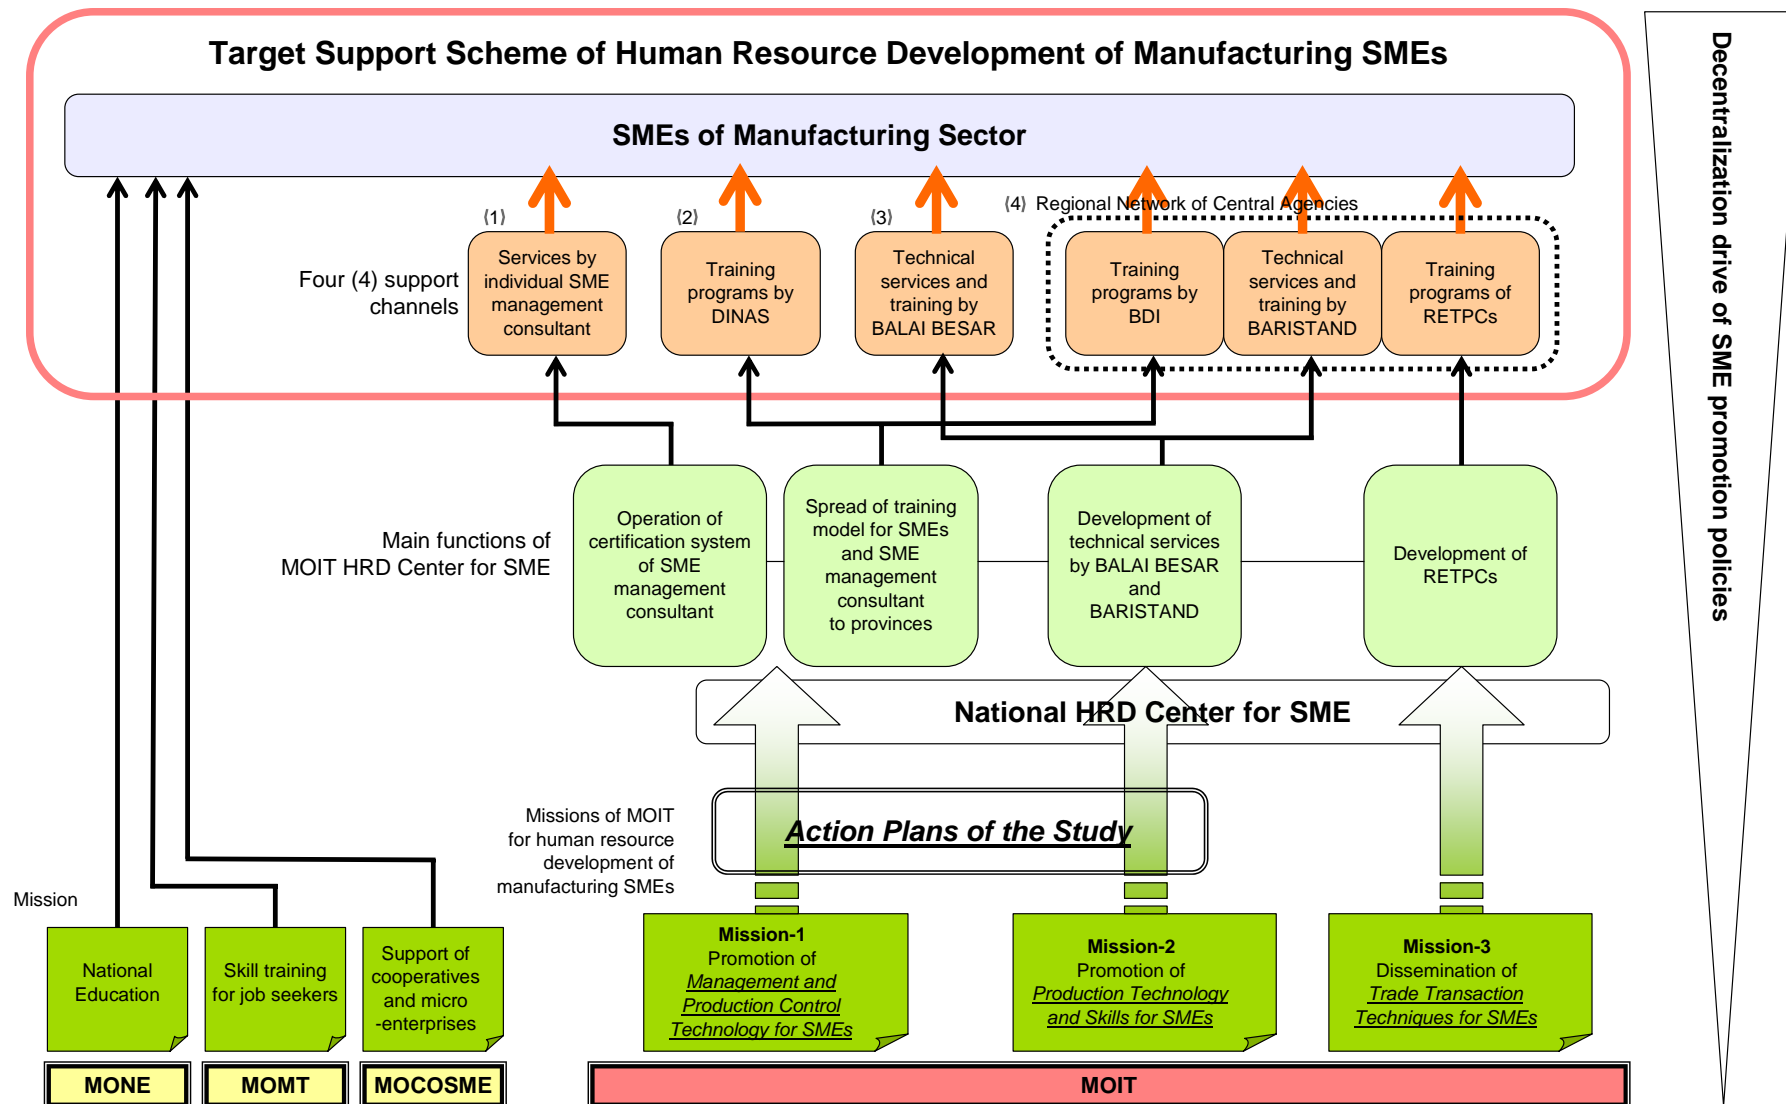 Target Support Scheme of Human Resource Development of Manufacturing SMEs
SMEs of Manufacturing Sector
(1)
(2)
(3)
(4) Regional Network of Central Agencies
Four (4) support
channels
Services by
individual SME
management
consultant
Training
programs by
DINAS
Technical
services and
training by
BALAI BESAR
Training
programs by
BDI
Technical
services and
training by
BARISTAND
Training
programs of
RETPCs
Main functions of
MOIT HRD Center for SME
Operation of
certification system
of SME
management
consultant
Spread of training
model for SMEs
and SME
management
consultant
to provinces
Development of
technical services
by BALAI BESAR
and
BARISTAND
Development of
RETPCs
National HRD Center for SME
Missions of MOIT
for human resource
development of
manufacturing SMEs
Action Plans of the Study
Mission
National
Education
Skill training
for job seekers
Support of
cooperatives
and micro
-enterprises
Mission-1
Promotion of
Management and
Production Control
Technology for SMEs
Mission-2
Promotion of
Production Technology
and Skills for SMEs
Mission-3
Dissemination of
Trade Transaction
Techniques for SMEs
MONE
MOMT
MOCOSME
MOIT
Decentralization drive of SME promotion policies